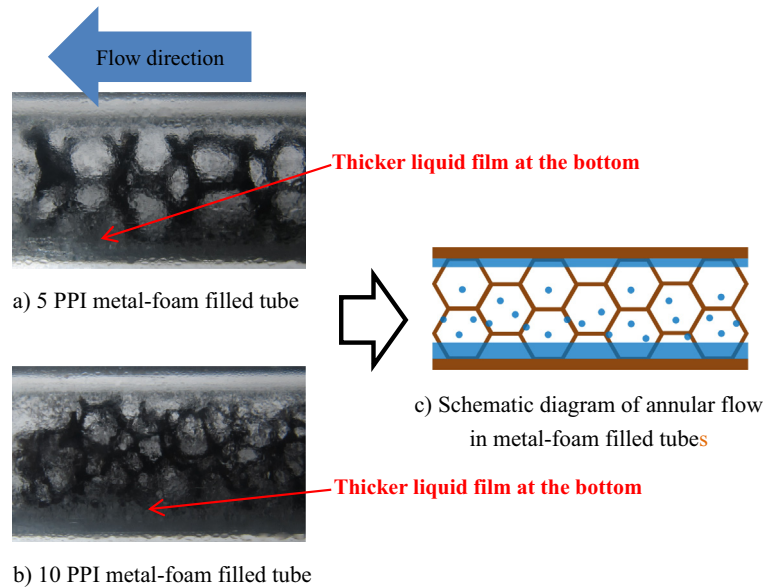 Flow direction
Thicker liquid film at the bottom
a) 5 PPI metal-foam filled tube
c) Schematic diagram of annular flow
in metal-foam filled tubes
Thicker liquid film at the bottom
b) 10 PPI metal-foam filled tube